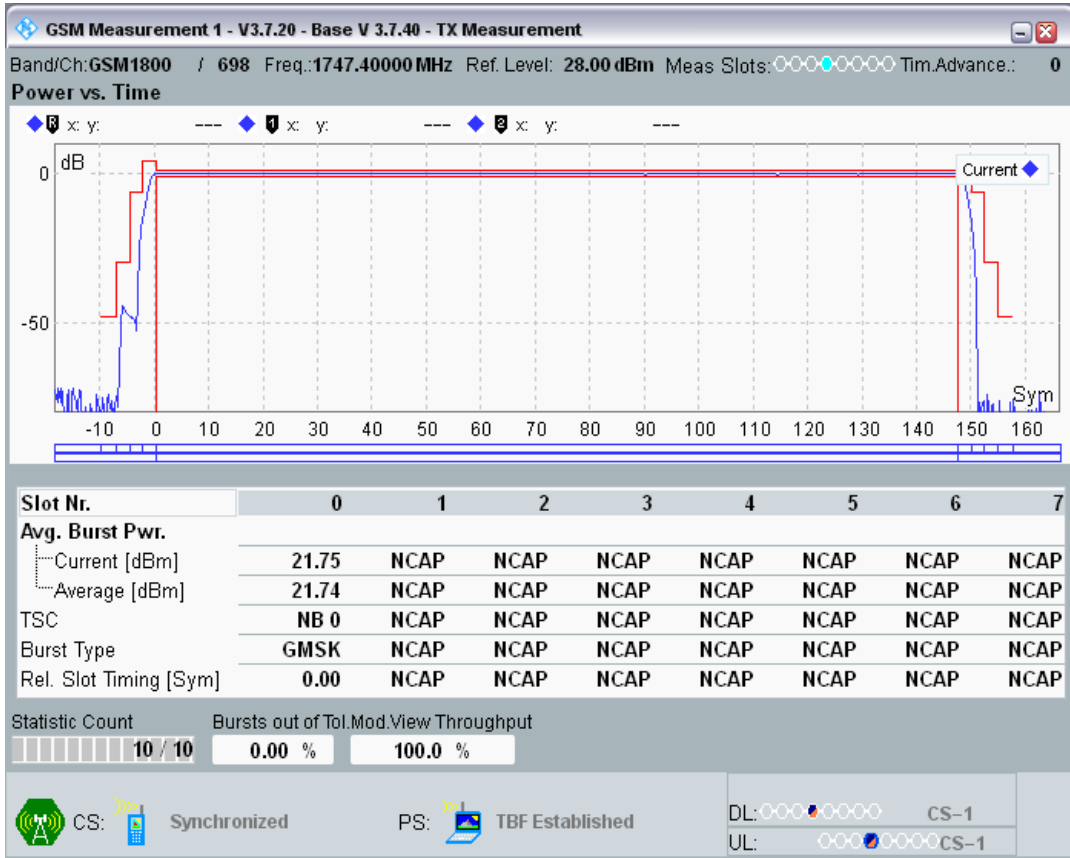 GSM Measurement 1 - V3.7.20 - Base V 3.7.40 - TX Measurement
Band/Ch:GSM1800 / 698 Freq.:1747.40000 MHz Ref. Level: 28.00 dBm Meas Slots: Tim.Advance.: 0
Power vs. Time
R x: y: --- 1 x: y: --- 2 x: y: ---
dB
Current
0
-50
Sym
-10 0 10 20 30 40 50 60 70 80 90 100 110 120 130 140 150 160
Slot Nr. 0 1 2 3 4 5 6 7
Avg. Burst Pwr.
Current [dBm] 21.75 NCAP NCAP NCAP NCAP NCAP NCAP NCAP
Average [dBm] 21.74 NCAP NCAP NCAP NCAP NCAP NCAP NCAP
TSC NB 0 NCAP NCAP NCAP NCAP NCAP NCAP NCAP
Burst Type GMSK NCAP NCAP NCAP NCAP NCAP NCAP NCAP
Rel. Slot Timing [Sym] 0.00 NCAP NCAP NCAP NCAP NCAP NCAP NCAP
Statistic Count Bursts out of Tol.Mod.View Throughput
10 / 10 0.00 % 100.0 %
CS: Synchronized PS: TBF Established
DL: CS-1
UL: CS-1